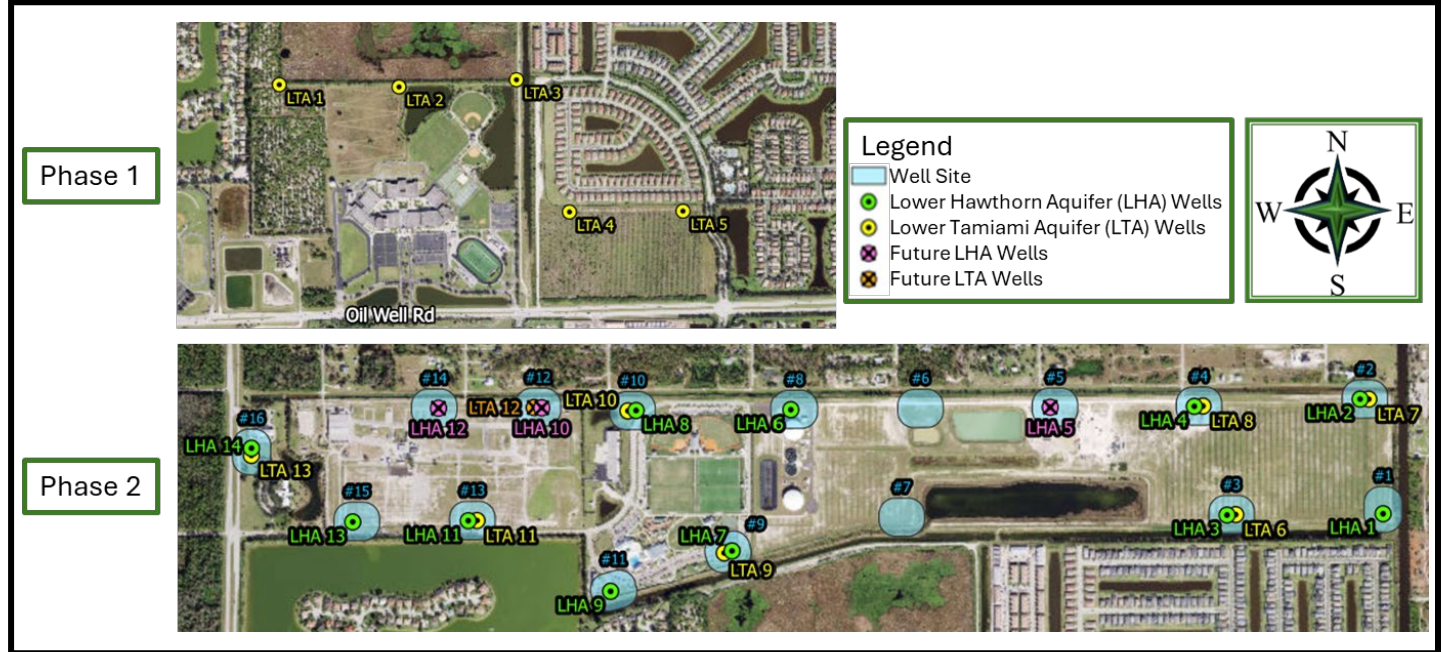 Phase 1
LTA 1
LTA 2
LTA 3
LTA 4
LTA 5
Oil Well Rd
Legend
Well Site
Lower Hawthorn Aquifer (LHA) Wells
Lower Tamiami Aquifer (LTA) Wells
Future LHA Wells
Future LTA Wells
N
W
E
S
Phase 2
#16
LHA 14
LTA 13
#14
LHA 12
#12
LTA 12
LHA 10
#10
LTA 10
LHA 8
#8
LHA 6
#6
#5
LHA 5
#4
LHA 4
LTA 8
#2
LHA 2
LTA 7
#15
LHA 13
#13
LHA 11
LTA 11
#11
LHA 9
#9
LHA 7
LTA 9
#7
#3
LHA 3
LTA 6
#1
LHA 1